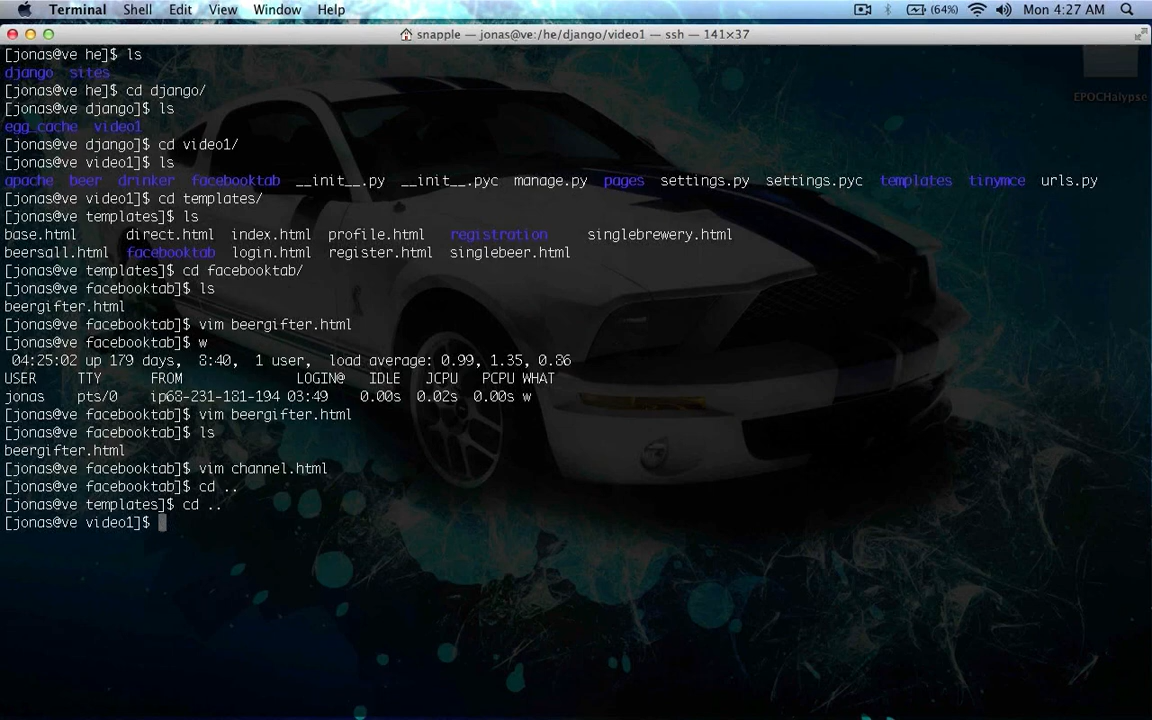 Terminal Shell Edit View Window Help (64%) Mon 4:27 AM
snapple — jonas@ve:/he/django/video1 — ssh — 141×37
EPOCHalypse
[jonas@ve he]$ ls
django sites
[jonas@ve he]$ cd django/
[jonas@ve django]$ ls
egg_cache video1
[jonas@ve django]$ cd video1/
[jonas@ve video1]$ ls
apache beer drinker facebooktab __init__.py __init__.pyc manage.py pages settings.py settings.pyc templates tinymce urls.py
[jonas@ve video1]$ cd templates/
[jonas@ve templates]$ ls
base.html direct.html index.html profile.html registration singlebrewery.html
beersall.html facebooktab login.html register.html singlebeer.html
[jonas@ve templates]$ cd facebooktab/
[jonas@ve facebooktab]$ ls
beergifter.html
[jonas@ve facebooktab]$ vim beergifter.html
[jonas@ve facebooktab]$ w
04:25:02 up 179 days, 8:40, 1 user, load average: 0.99, 1.35, 0.86
USER TTY FROM LOGIN@ IDLE JCPU PCPU WHAT
jonas pts/0 ip68-231-181-194 03:49 0.00s 0.02s 0.00s w
[jonas@ve facebooktab]$ vim beergifter.html
[jonas@ve facebooktab]$ ls
beergifter.html
[jonas@ve facebooktab]$ vim channel.html
[jonas@ve facebooktab]$ cd ..
[jonas@ve templates]$ cd ..
[jonas@ve video1]$